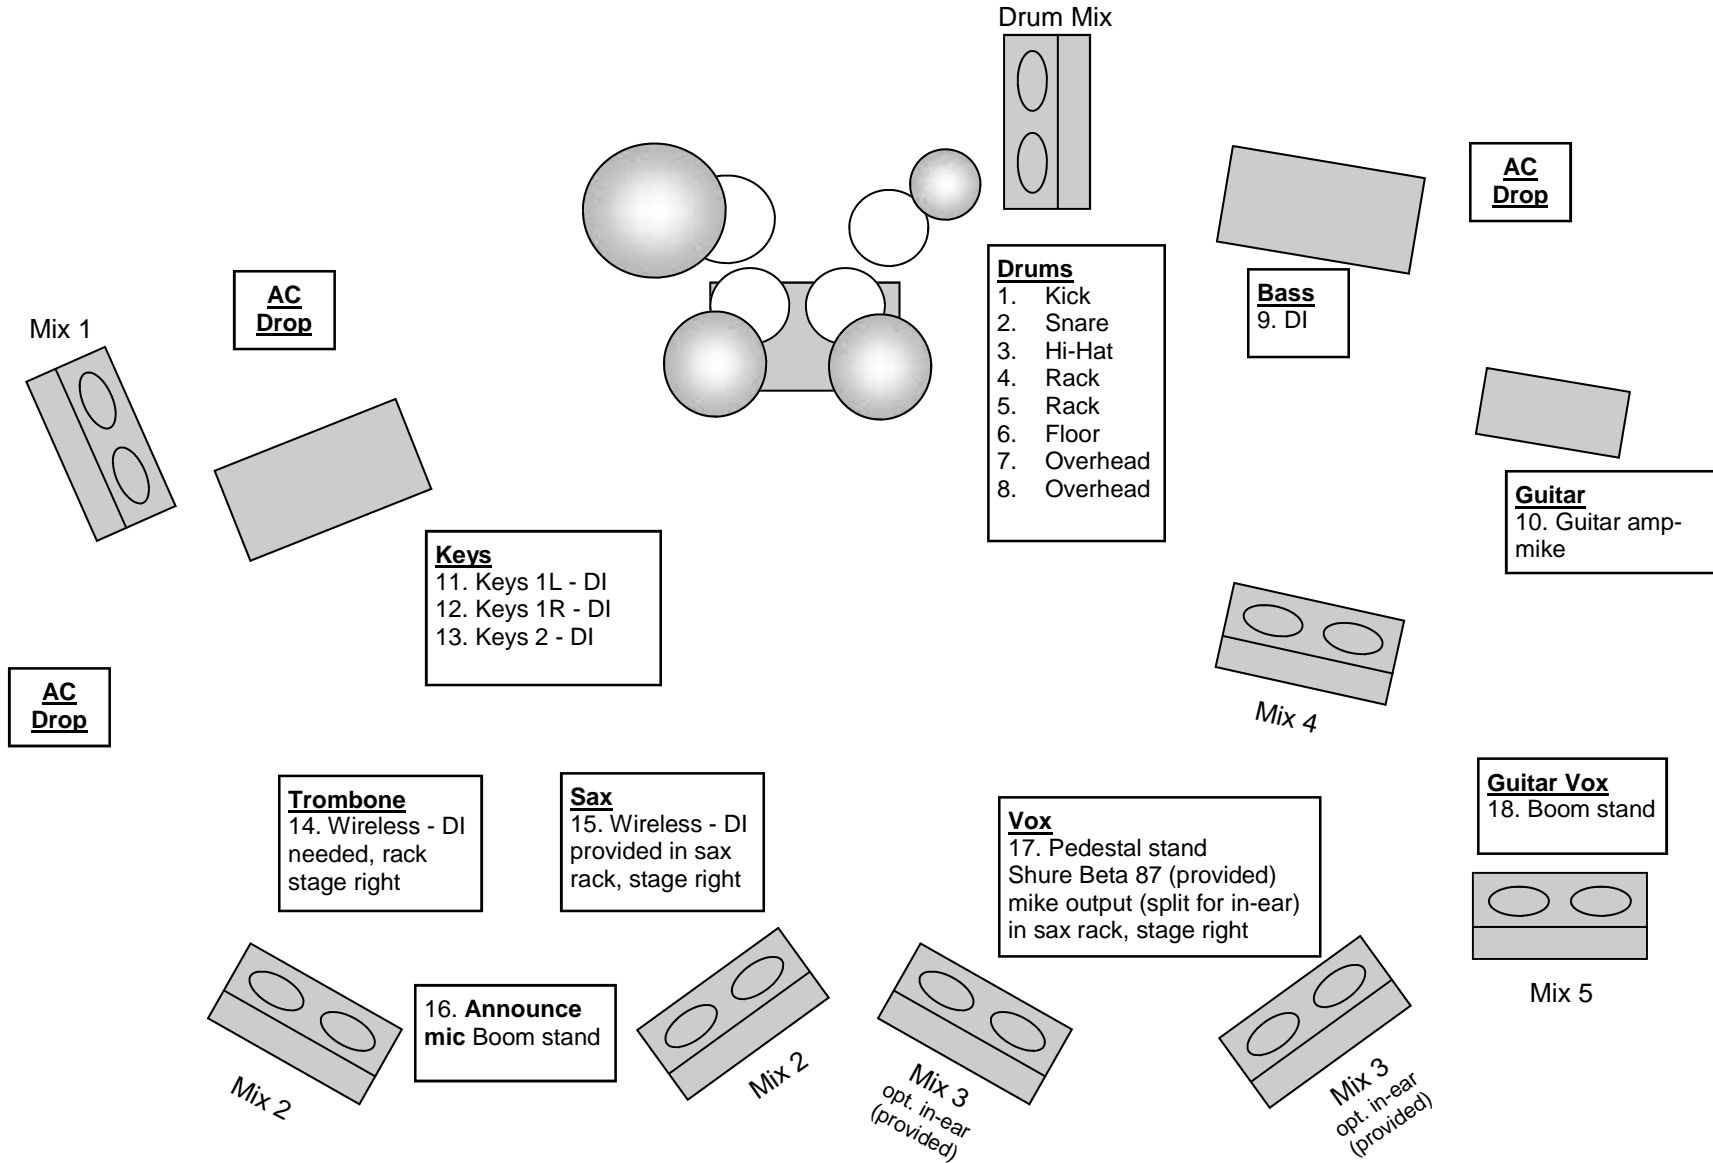 Drum Mix
AC
Drop
Drums
1. Kick
2. Snare
3. Hi-Hat
4. Rack
5. Rack
6. Floor
7. Overhead
8. Overhead
Bass
9. DI
AC
Drop
Mix 1
Guitar
10. Guitar amp-
mike
Keys
11. Keys 1L - DI
12. Keys 1R - DI
13. Keys 2 - DI
AC
Drop
Mix 4
Trombone
14. Wireless - DI
needed, rack
stage right
Sax
15. Wireless - DI
provided in sax
rack, stage right
Vox
17. Pedestal stand
Shure Beta 87 (provided)
mike output (split for in-ear)
in sax rack, stage right
Guitar Vox
18. Boom stand
Mix 5
16. Announce
mic Boom stand
Mix 2
Mix 2
Mix 3
opt. in-ear
(provided)
Mix 3
opt. in-ear
(provided)